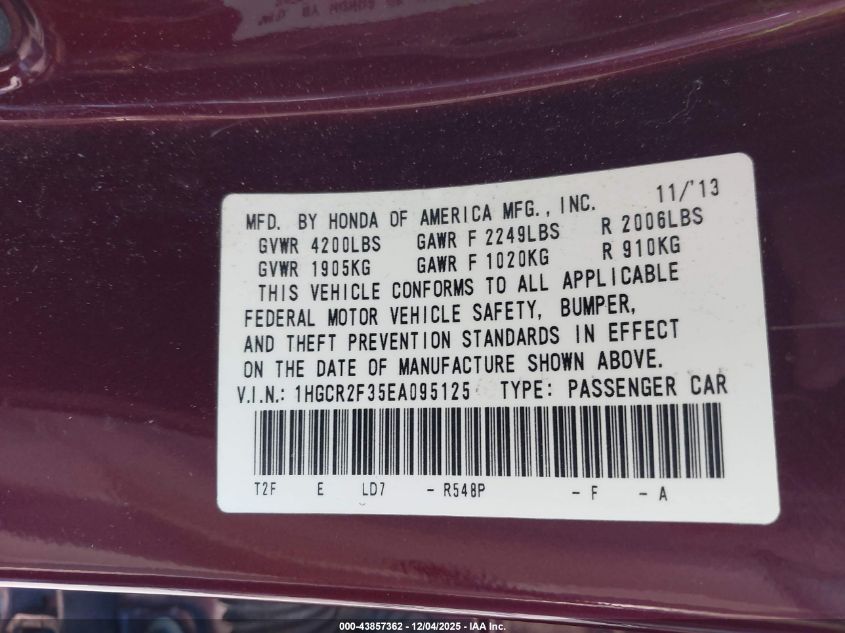 MFD. BY HONDA OF AMERICA MFG., INC. 11/'13
GVWR 4200LBS GAWR F 2249LBS R 2006LBS
GVWR 1905KG GAWR F 1020KG R 910KG
THIS VEHICLE CONFORMS TO ALL APPLICABLE
FEDERAL MOTOR VEHICLE SAFETY, BUMPER,
AND THEFT PREVENTION STANDARDS IN EFFECT
ON THE DATE OF MANUFACTURE SHOWN ABOVE.
V.I.N.: 1HGCR2F35EA095125 TYPE: PASSENGER CAR
T2F E LD7 - R548P - F - A
000-43857362 - 12/04/2025 - IAA Inc.